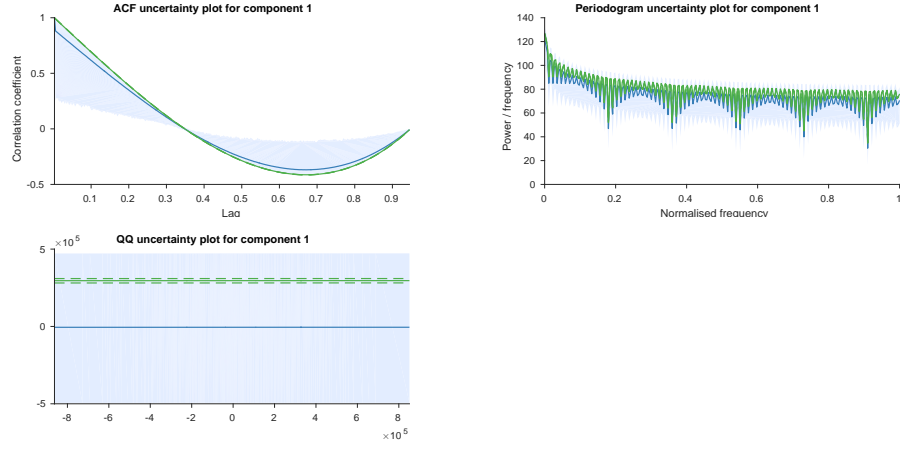 ACF uncertainty plot for component 1
1
0.5
0
-0.5
Correlation coefficient
0.1 0.2 0.3 0.4 0.5 0.6 0.7 0.8 0.9
Lag
Periodogram uncertainty plot for component 1
140
120
100
80
60
40
20
0
Power / frequency
0 0.2 0.4 0.6 0.8 1
Normalised frequency
QQ uncertainty plot for component 1
×10^5
5
0
-5
-8 -6 -4 -2 0 2 4 6 8
×10^5